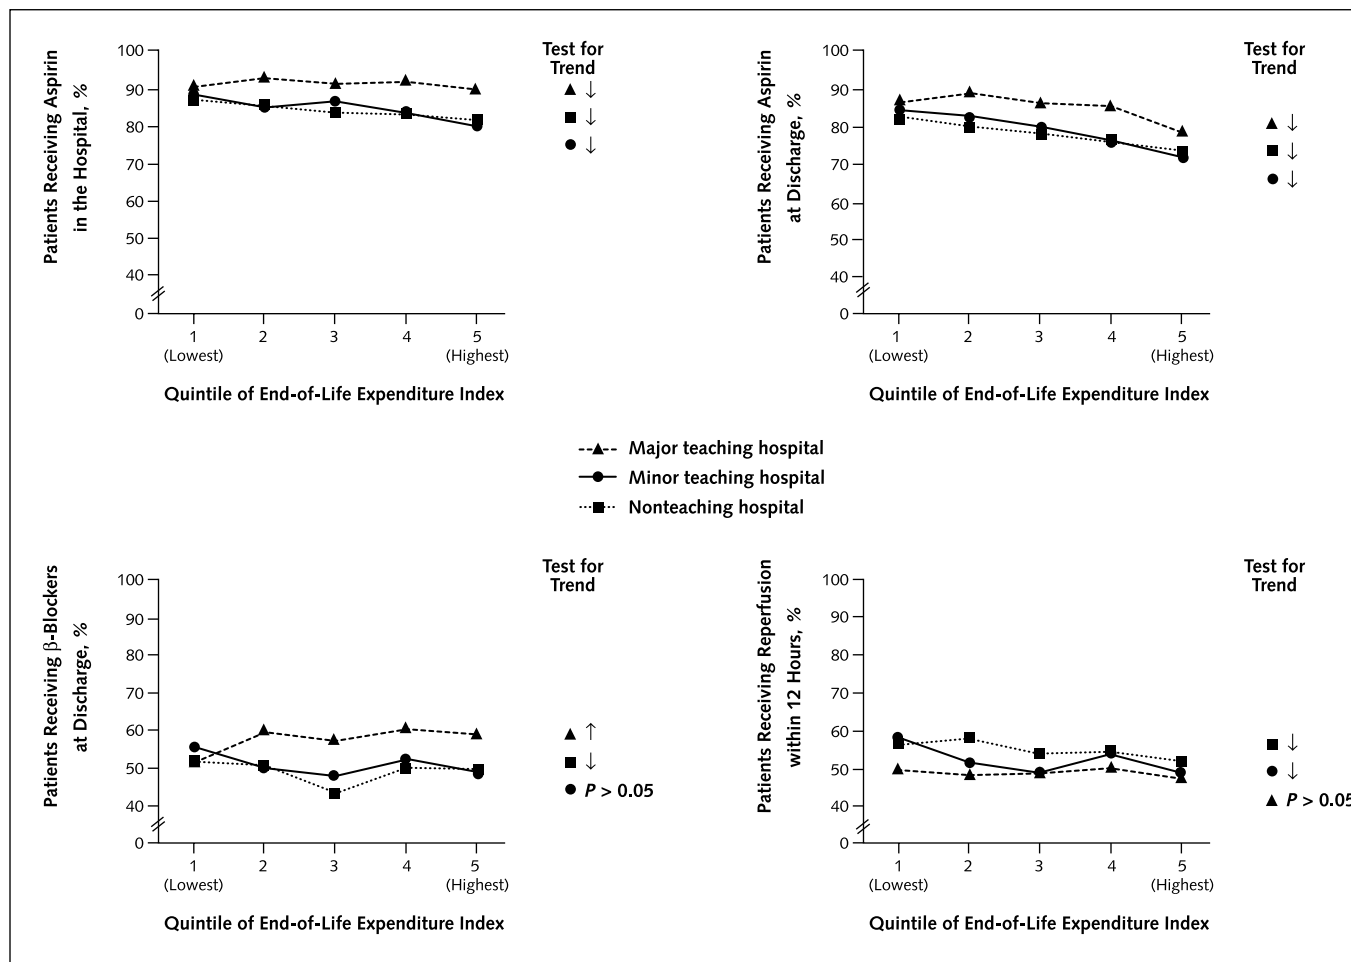 Patients Receiving Aspirin
in the Hospital, %
100
90
80
70
60
50
40
0
1
2
3
4
5
(Lowest)
(Highest)
Quintile of End-of-Life Expenditure Index
Test for
Trend
▲ ↓
■ ↓
● ↓
Patients Receiving Aspirin
at Discharge, %
100
90
80
70
60
50
40
0
1
2
3
4
5
(Lowest)
(Highest)
Quintile of End-of-Life Expenditure Index
Test for
Trend
▲ ↓
■ ↓
● ↓
Major teaching hospital
Minor teaching hospital
Nonteaching hospital
Patients Receiving β-Blockers
at Discharge, %
100
90
80
70
60
50
40
0
1
2
3
4
5
(Lowest)
(Highest)
Quintile of End-of-Life Expenditure Index
Test for
Trend
▲ ↑
■ ↓
● P > 0.05
Patients Receiving Reperfusion
within 12 Hours, %
100
90
80
70
60
50
40
0
1
2
3
4
5
(Lowest)
(Highest)
Quintile of End-of-Life Expenditure Index
Test for
Trend
■ ↓
● ↓
▲ P > 0.05